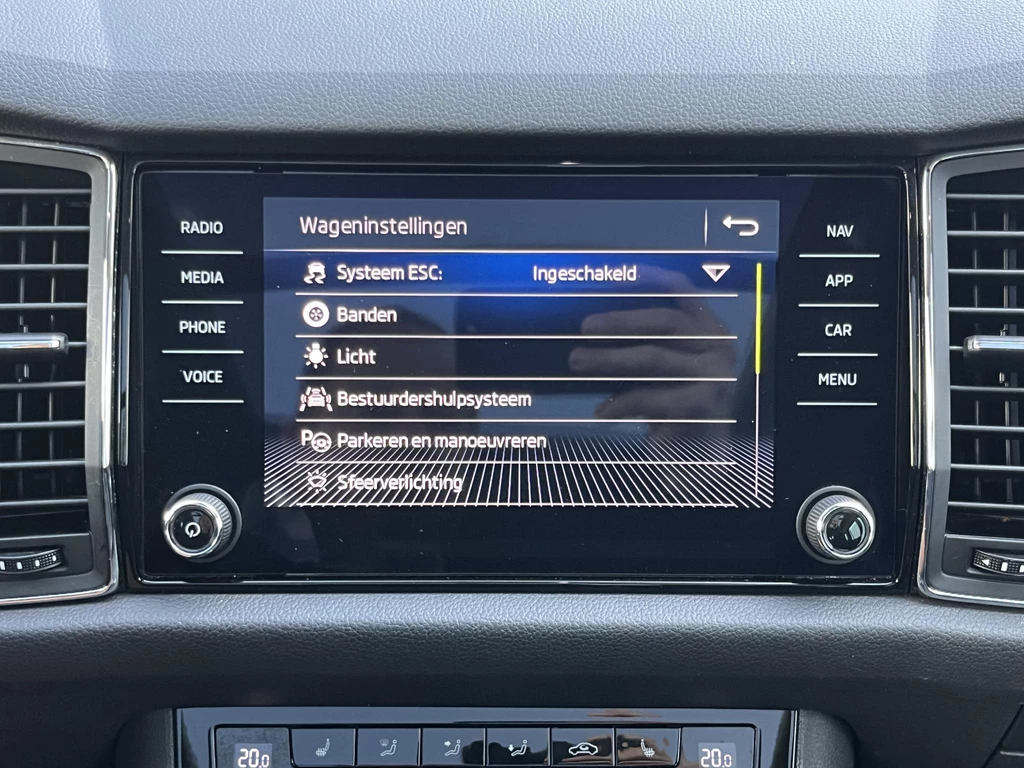 Wageninstellingen
RADIO
NAV
Systeem ESC: Ingeschakeld
MEDIA
APP
Banden
PHONE
CAR
Licht
VOICE
MENU
Bestuurdershulpsysteem
P Parkeren en manoeuvreren
Sfeerverlichting
20.0
20.0